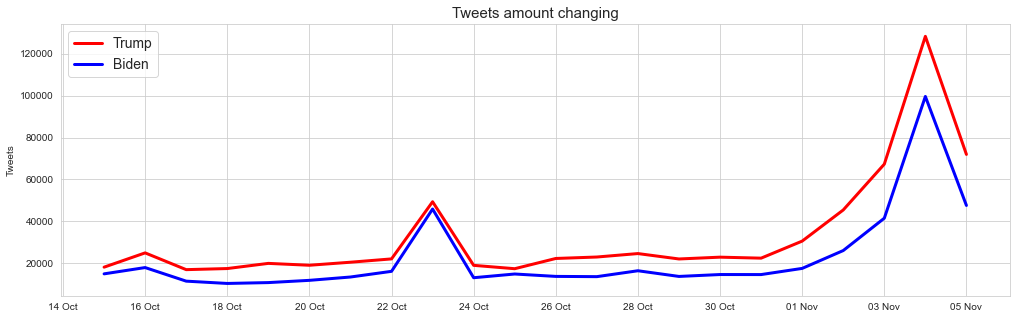 Tweets amount changing
Trump
Biden
120000
100000
80000
60000
40000
20000
Tweets
14 Oct 16 Oct 18 Oct 20 Oct 22 Oct 24 Oct 26 Oct 28 Oct 30 Oct 01 Nov 03 Nov 05 Nov